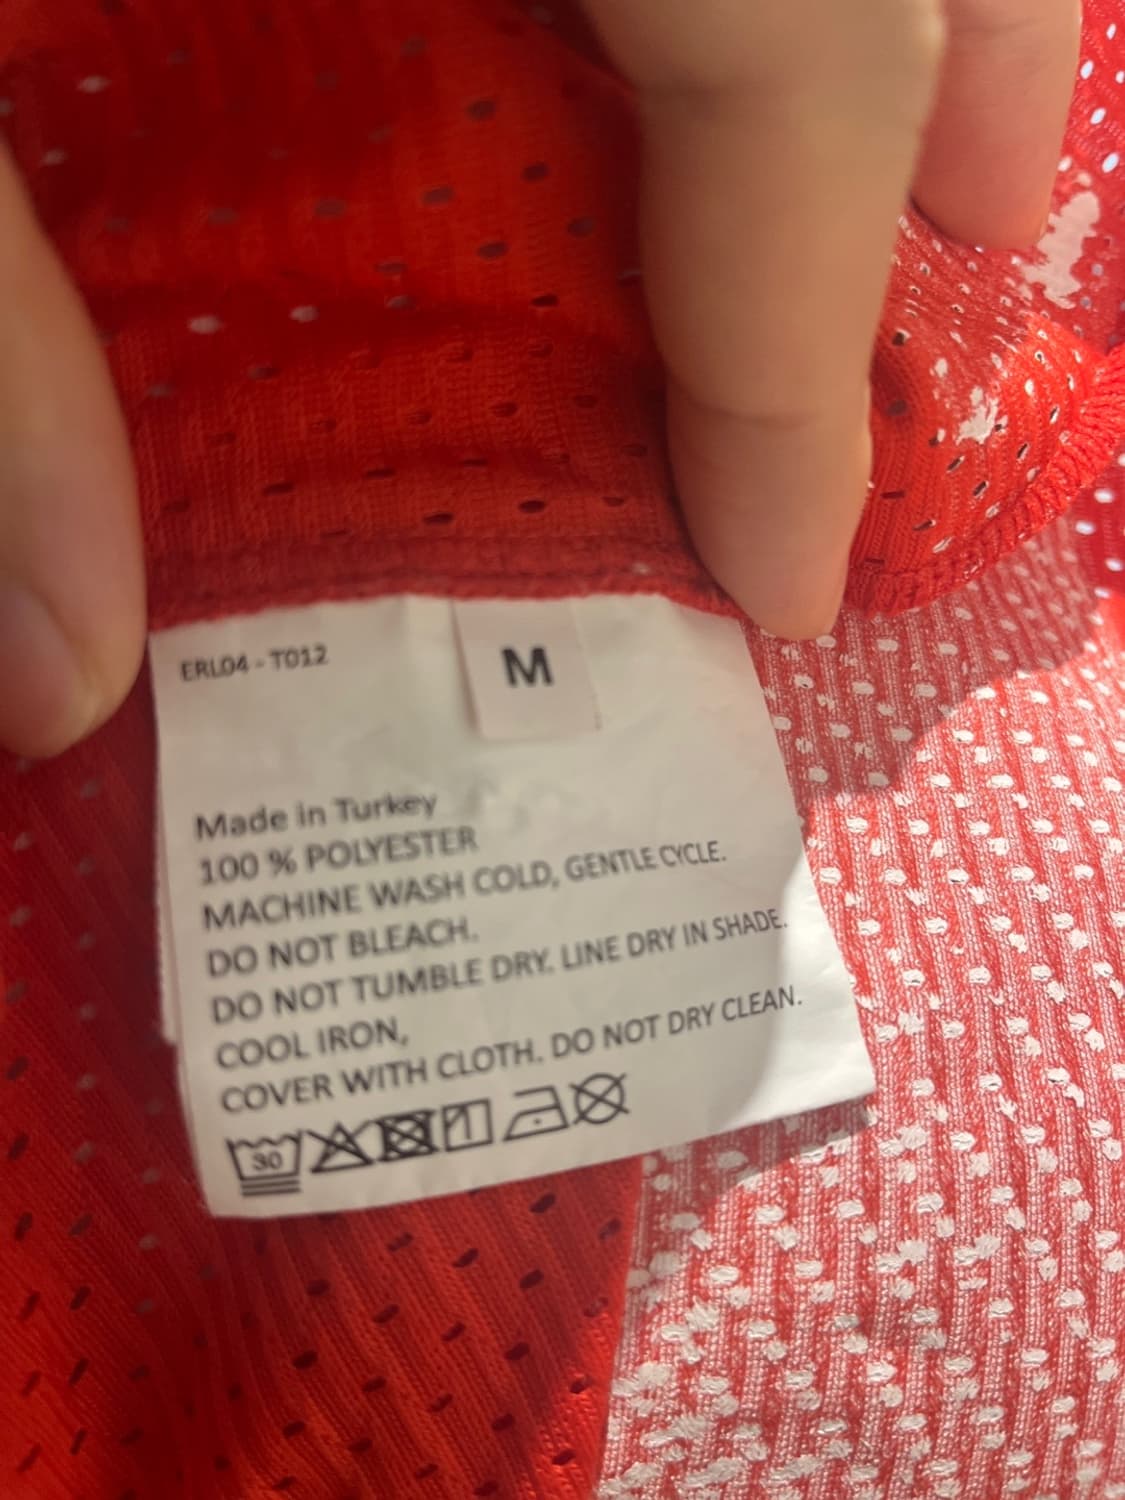 ERL04 - T012
M
Made in Turkey
100 % POLYESTER
MACHINE WASH COLD, GENTLE CYCLE.
DO NOT BLEACH.
DO NOT TUMBLE DRY. LINE DRY IN SHADE.
COOL IRON,
COVER WITH CLOTH. DO NOT DRY CLEAN.
30